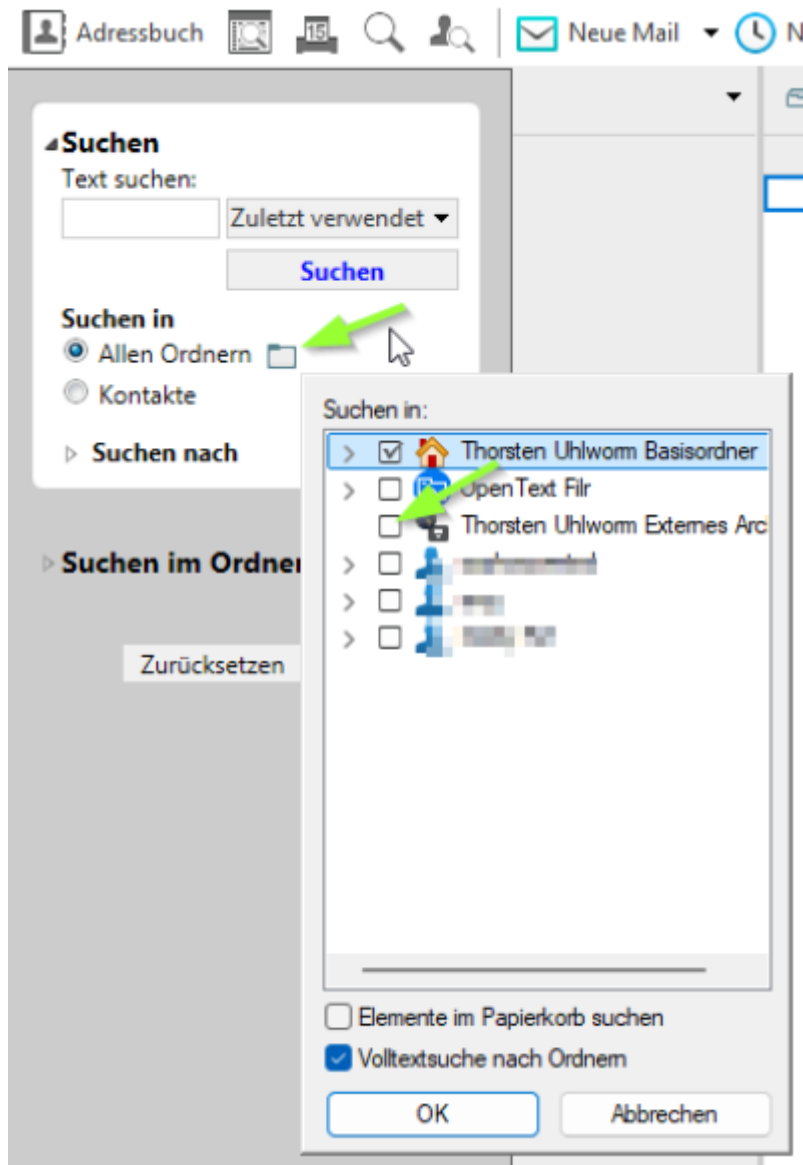 Adressbuch
15
Neue Mail
N
Suchen
Text suchen:
Zuletzt verwendet
Suchen
Suchen in
Allen Ordnern
Kontakte
Suchen nach
Suchen im Ordner
Zurücksetzen
Suchen in:
Thorsten Uhlworm Basisordner
OpenText Filr
Thorsten Uhlworm Externes Arc
Elemente im Papierkorb suchen
Volltextsuche nach Ordnern
OK
Abbrechen